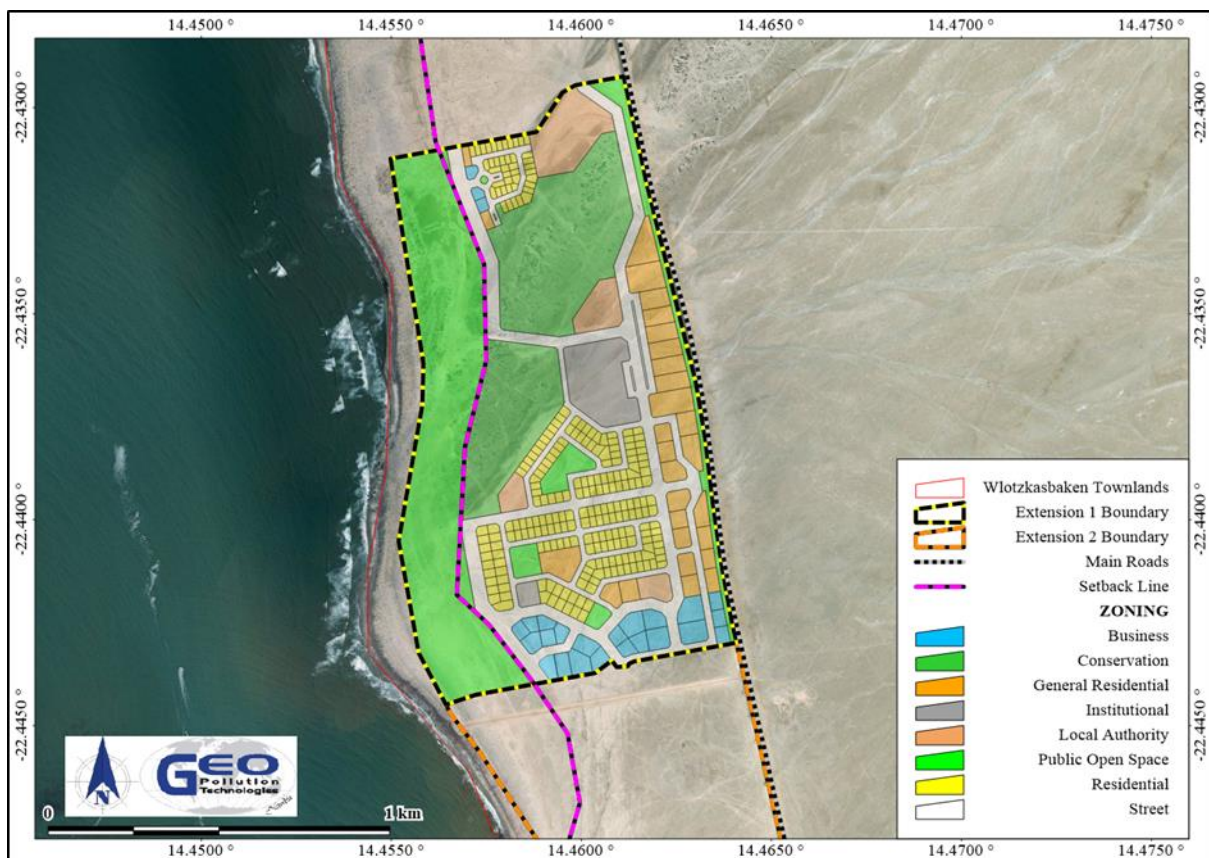 14.4500 ° 14.4550 ° 14.4600 ° 14.4650 ° 14.4700 ° 14.4750 °
-22.4300 ° -22.4300 °
-22.4350 ° -22.4350 °
-22.4400 ° -22.4400 °
-22.4450 ° -22.4450 °
Wlotzkasbaken Townlands
Extension 1 Boundary
Extension 2 Boundary
Main Roads
Setback Line
ZONING
Business
Conservation
General Residential
Institutional
Local Authority
Public Open Space
Residential
Street
N
GEO
Pollution
Technologies
0 1 km
14.4500 ° 14.4550 ° 14.4600 ° 14.4650 ° 14.4700 ° 14.4750 °